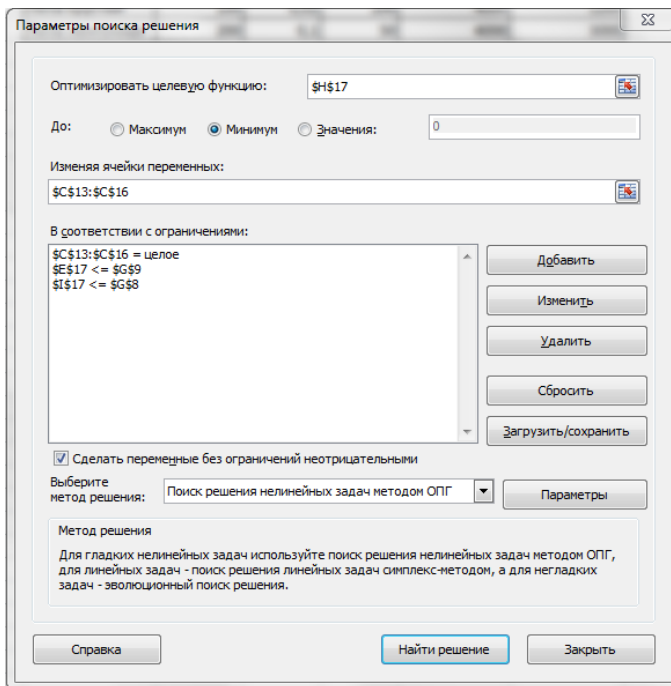 Параметры поиска решения
Оптимизировать целевую функцию:
$H$17
До:
Максимум
Минимум
Значения:
0
Изменяя ячейки переменных:
$C$13:$C$16
В соответствии с ограничениями:
$C$13:$C$16 = целое
$E$17 <= $G$9
$I$17 <= $G$8
Добавить
Изменить
Удалить
Сбросить
Загрузить/сохранить
Сделать переменные без ограничений неотрицательными
Выберите
метод решения:
Поиск решения нелинейных задач методом ОПГ
Параметры
Метод решения
Для гладких нелинейных задач используйте поиск решения нелинейных задач методом ОПГ,
для линейных задач - поиск решения линейных задач симплекс-методом, а для негладких
задач - эволюционный поиск решения.
Справка
Найти решение
Закрыть